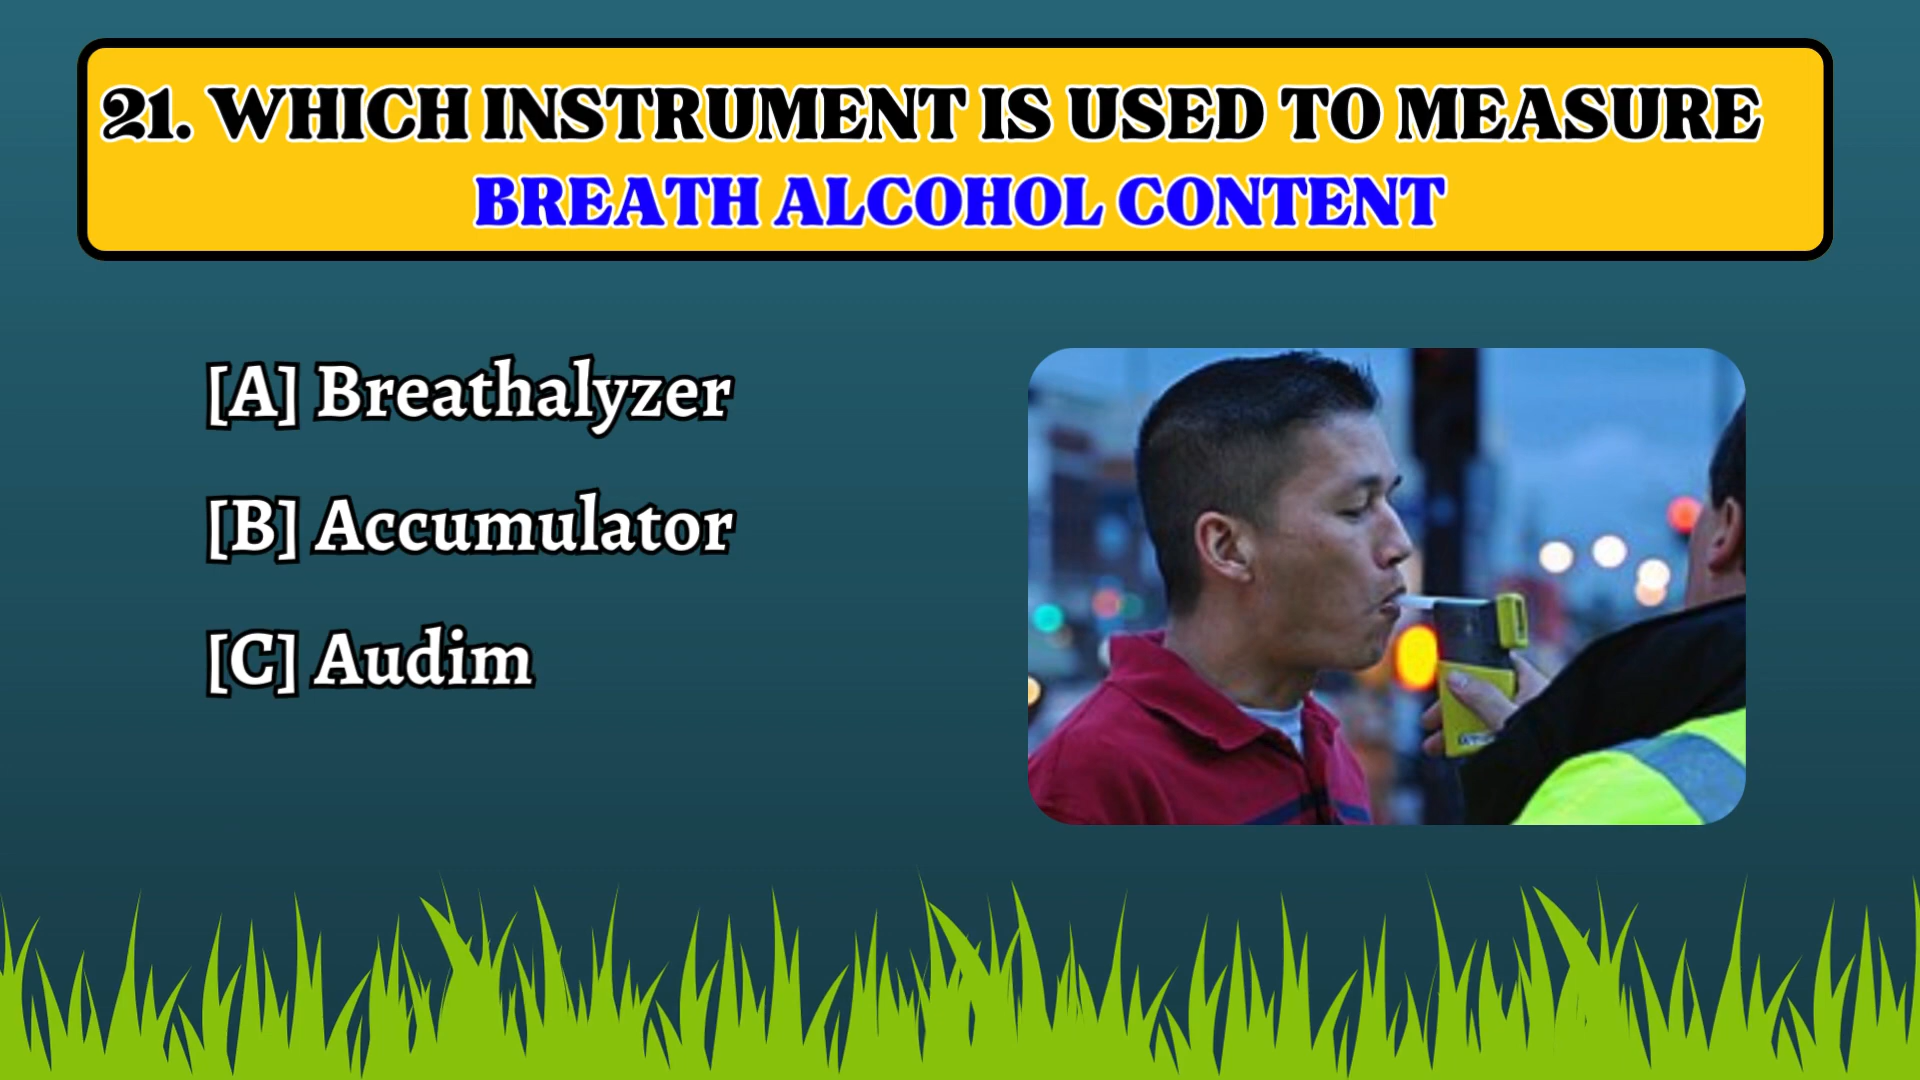 21. WHICH INSTRUMENT IS USED TO MEASURE
BREATH ALCOHOL CONTENT
[A] Breathalyzer
[B] Accumulator
[C] Audim